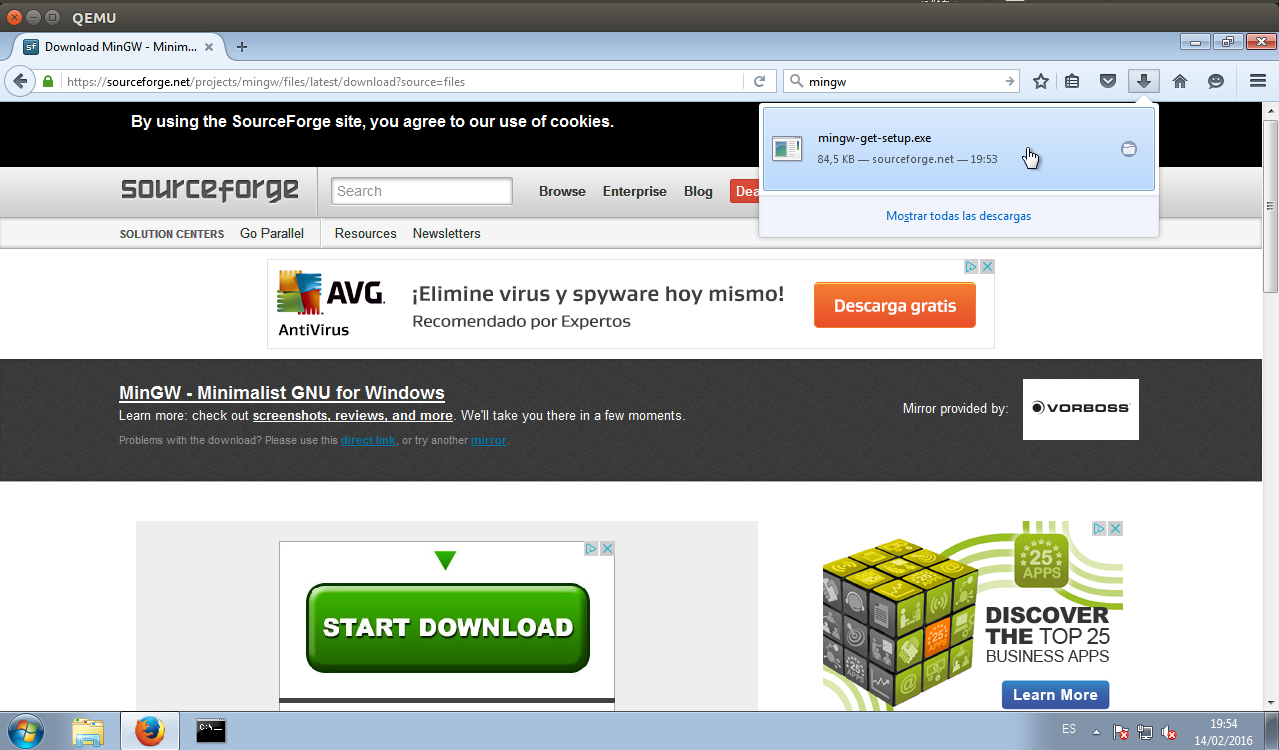 QEMU
sf Download MinGW - Minim...
https://sourceforge.net/projects/mingw/files/latest/download?source=files
mingw
By using the SourceForge site, you agree to our use of cookies.
mingw-get-setup.exe
84,5 KB — sourceforge.net — 19:53
Mostrar todas las descargas
sourceforge
Search
Browse Enterprise Blog Dea
SOLUTION CENTERS Go Parallel Resources Newsletters
AVG.
AntiVirus
¡Elimine virus y spyware hoy mismo!
Recomendado por Expertos
Descarga gratis
MinGW - Minimalist GNU for Windows
Learn more: check out screenshots, reviews, and more. We'll take you there in a few moments.
Problems with the download? Please use this direct link, or try another mirror.
Mirror provided by:
VORBOSS
START DOWNLOAD
25
APPS
25
APPS
25
APPS
DISCOVER
THE TOP 25
BUSINESS APPS
Learn More
C:\_
ES
19:54
14/02/2016